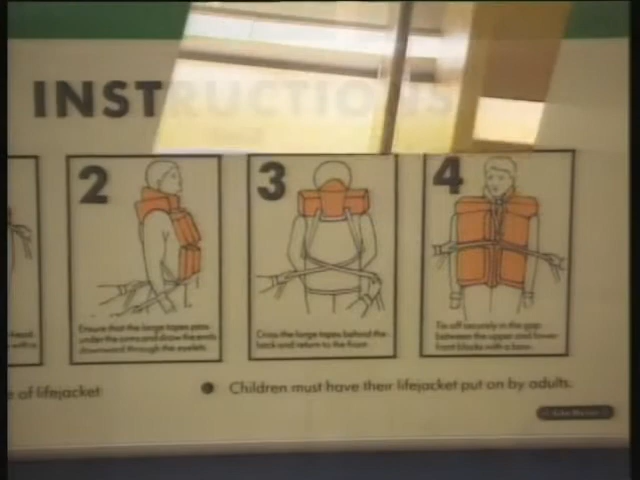 INSTRUCTIONS
2
3
4
Ensure that the large tapes pass
under the arms and draw the ends
downward through the eyelets.
Cross the large tapes behind the
back and return to the front.
Tie off securely in the gap
between the upper and lower
front blocks with a bow.
of lifejacket
Children must have their lifejacket put on by adults.